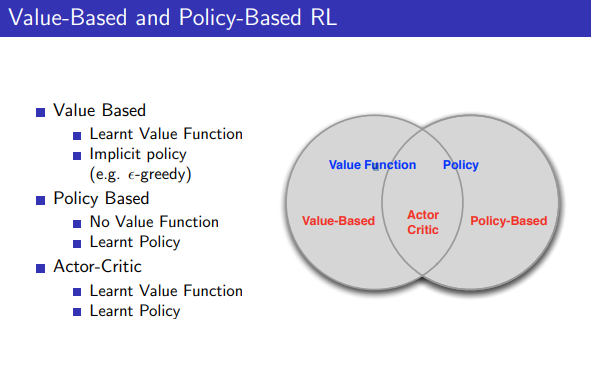 Value-Based and Policy-Based RL
Value Based
Learnt Value Function
Implicit policy
(e.g. ϵ-greedy)
Policy Based
No Value Function
Learnt Policy
Actor-Critic
Learnt Value Function
Learnt Policy
Value Function
Policy
Value-Based
Actor
Critic
Policy-Based